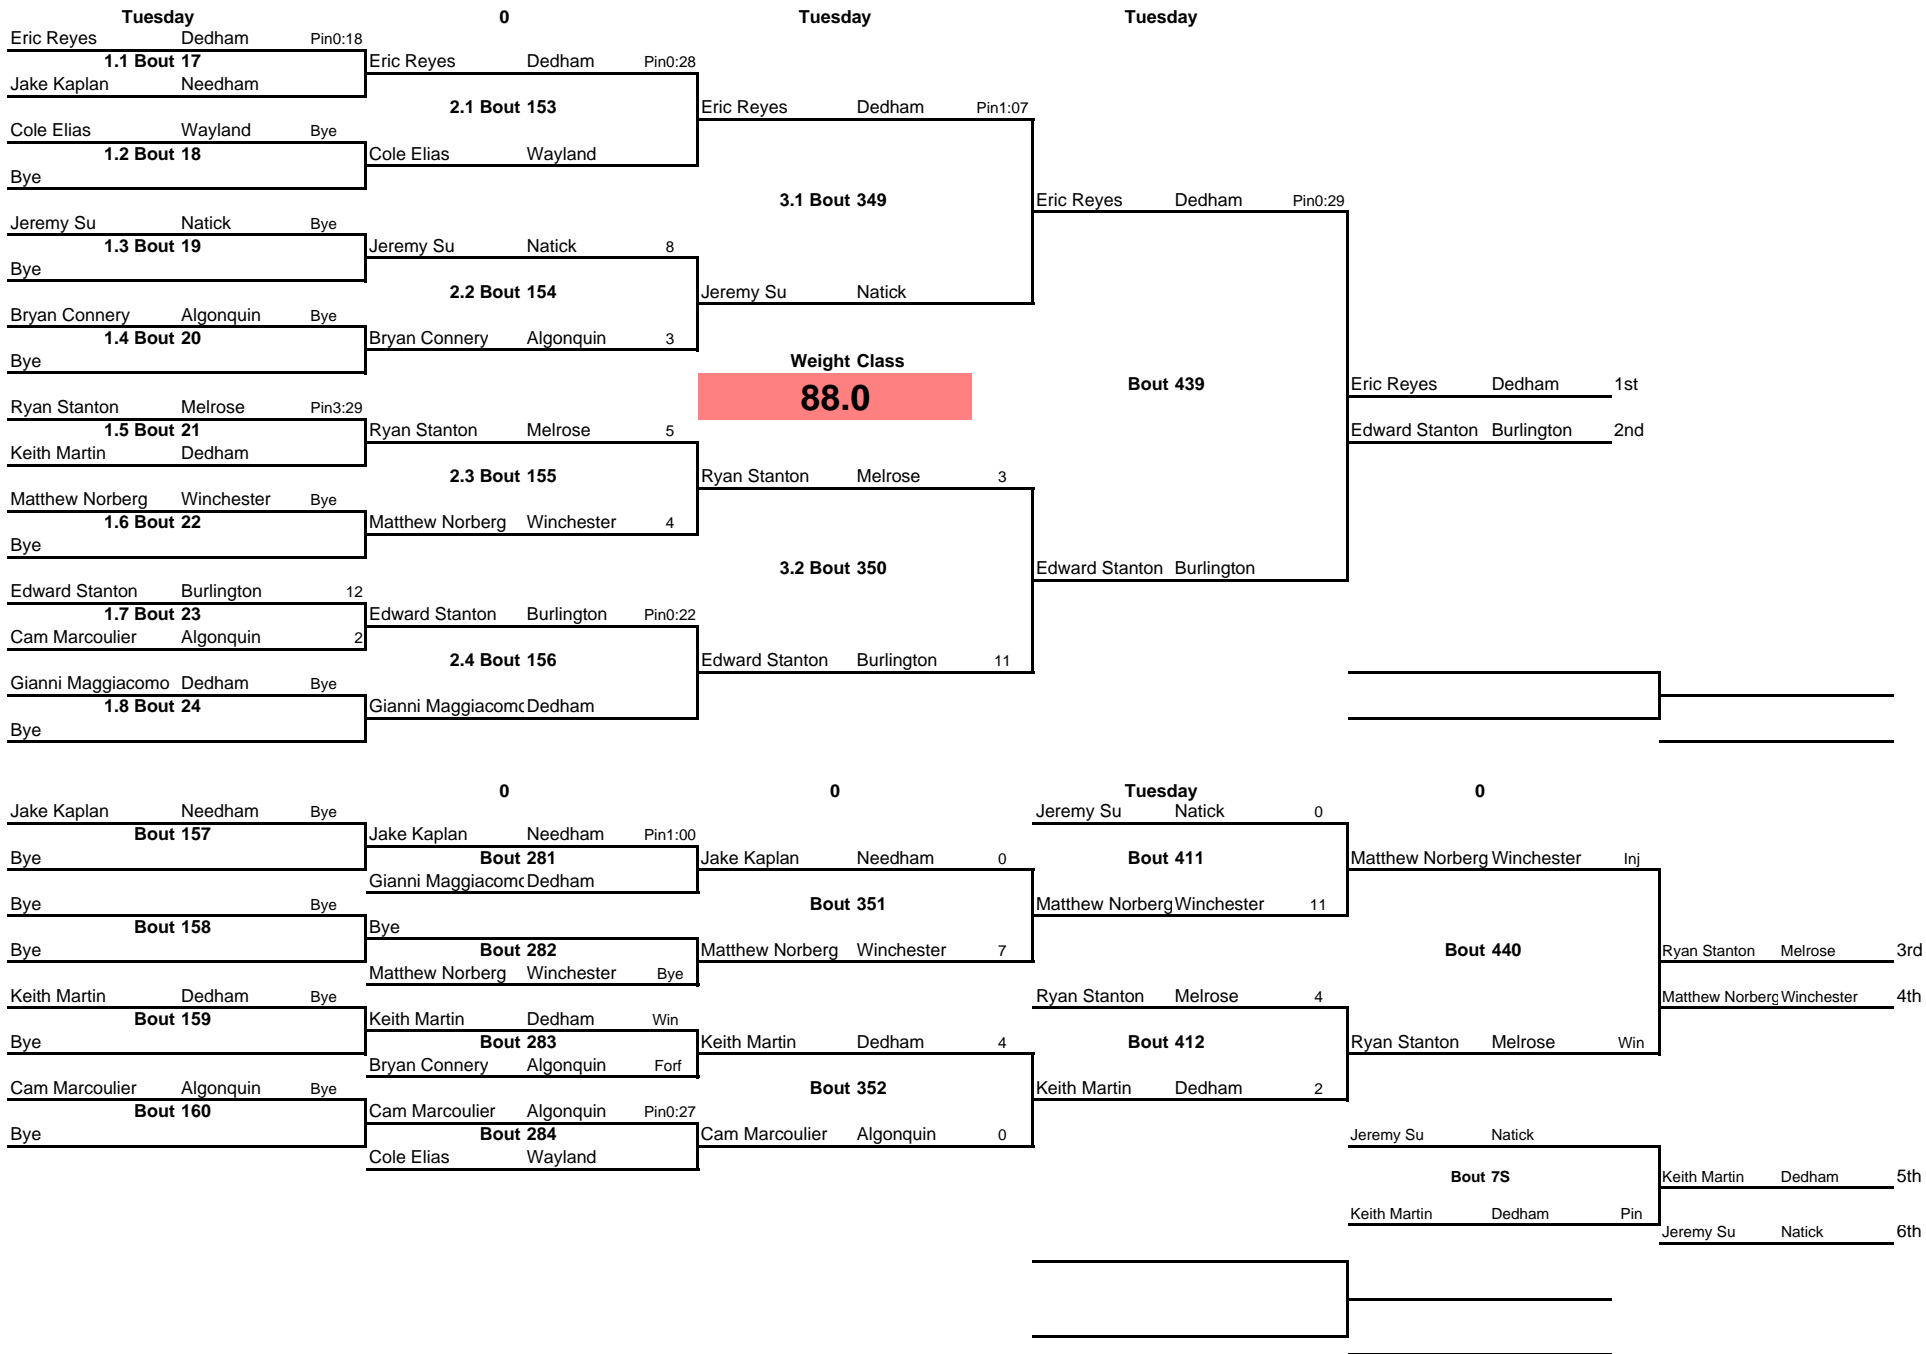 Tuesday 0 Tuesday Tuesday
Eric Reyes Dedham Pin0:18
1.1 Bout 17 Eric Reyes Dedham Pin0:28
Jake Kaplan Needham
2.1 Bout 153 Eric Reyes Dedham Pin1:07
Cole Elias Wayland Bye
1.2 Bout 18 Cole Elias Wayland
Bye
3.1 Bout 349 Eric Reyes Dedham Pin0:29
Jeremy Su Natick Bye
1.3 Bout 19 Jeremy Su Natick 8
Bye
2.2 Bout 154 Jeremy Su Natick
Bryan Connery Algonquin Bye
1.4 Bout 20 Bryan Connery Algonquin 3
Bye Weight Class
88.0 Bout 439 Eric Reyes Dedham 1st
Ryan Stanton Melrose Pin3:29
1.5 Bout 21 Ryan Stanton Melrose 5 Edward Stanton Burlington 2nd
Keith Martin Dedham
2.3 Bout 155 Ryan Stanton Melrose 3
Matthew Norberg Winchester Bye
1.6 Bout 22 Matthew Norberg Winchester 4
Bye
3.2 Bout 350 Edward Stanton Burlington
Edward Stanton Burlington 12
1.7 Bout 23 Edward Stanton Burlington Pin0:22
Cam Marcoulier Algonquin 2
2.4 Bout 156 Edward Stanton Burlington 11
Gianni Maggiacomo Dedham Bye
1.8 Bout 24 Gianni Maggiacomo Dedham
Bye
0 0 Tuesday 0
Jake Kaplan Needham Bye Jeremy Su Natick 0
Bout 157 Jake Kaplan Needham Pin1:00
Bye Bout 281 Jake Kaplan Needham 0 Bout 411 Matthew Norberg Winchester Inj
Gianni Maggiacomo Dedham
Bye Bye Bout 351 Matthew Norberg Winchester 11
Bout 158 Bye
Bye Bout 282 Matthew Norberg Winchester 7 Bout 440 Ryan Stanton Melrose 3rd
Matthew Norberg Winchester Bye
Keith Martin Dedham Bye Ryan Stanton Melrose 4 Matthew Norberg Winchester 4th
Bout 159 Keith Martin Dedham Win
Bye Bout 283 Keith Martin Dedham 4 Bout 412 Ryan Stanton Melrose Win
Bryan Connery Algonquin Forf
Cam Marcoulier Algonquin Bye Bout 352 Keith Martin Dedham 2
Bout 160 Cam Marcoulier Algonquin Pin0:27
Bye Bout 284 Cam Marcoulier Algonquin 0 Jeremy Su Natick
Cole Elias Wayland
Bout 7S Keith Martin Dedham 5th
Keith Martin Dedham Pin
Jeremy Su Natick 6th